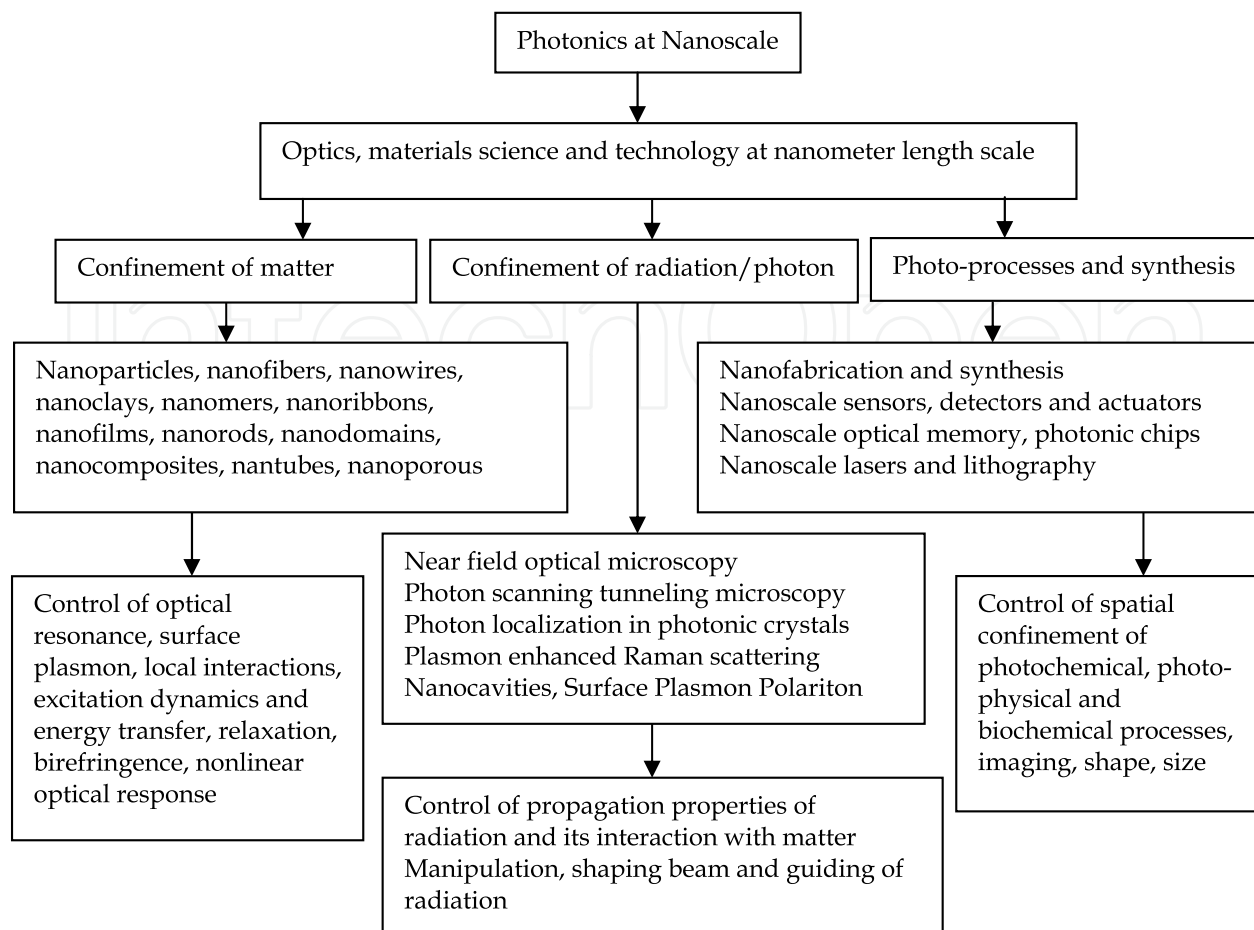 Photonics at Nanoscale
Optics, materials science and technology at nanometer length scale
Confinement of matter
Confinement of radiation/photon
Photo-processes and synthesis
Nanoparticles, nanofibers, nanowires,
nanoclays, nanomers, nanoribbons,
nanofilms, nanorods, nanodomains,
nanocomposites, nantubes, nanoporous
Nanofabrication and synthesis
Nanoscale sensors, detectors and actuators
Nanoscale optical memory, photonic chips
Nanoscale lasers and lithography
Near field optical microscopy
Photon scanning tunneling microscopy
Photon localization in photonic crystals
Plasmon enhanced Raman scattering
Nanocavities, Surface Plasmon Polariton
Control of optical
resonance, surface
plasmon, local interactions,
excitation dynamics and
energy transfer, relaxation,
birefringence, nonlinear
optical response
Control of spatial
confinement of
photochemical, photo-
physical and
biochemical processes,
imaging, shape, size
Control of propagation properties of
radiation and its interaction with matter
Manipulation, shaping beam and guiding of
radiation
IntechOpen